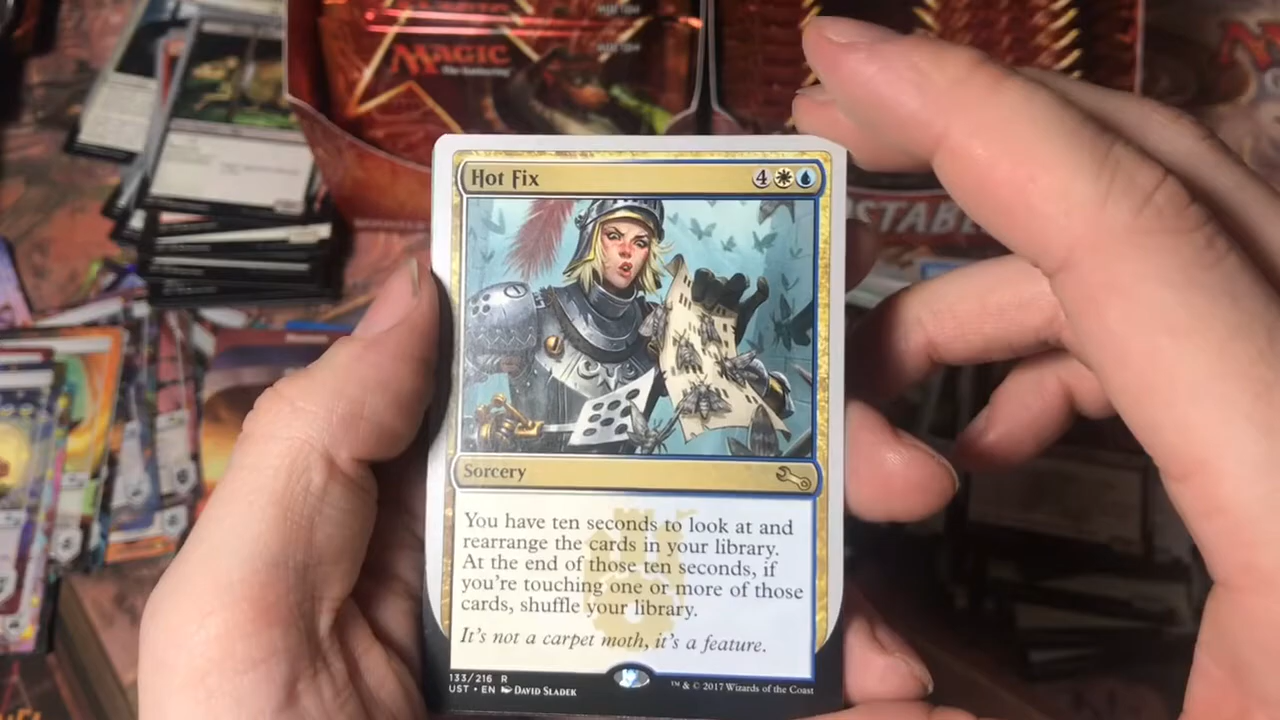 MAGIC
The Gathering
STABL
Hot Fix
4
Sorcery
You have ten seconds to look at and
rearrange the cards in your library.
At the end of those ten seconds, if
you're touching one or more of those
cards, shuffle your library.
It's not a carpet moth, it's a feature.
133/216 R
UST • EN DAVID SLADEK
™ & © 2017 Wizards of the Coast